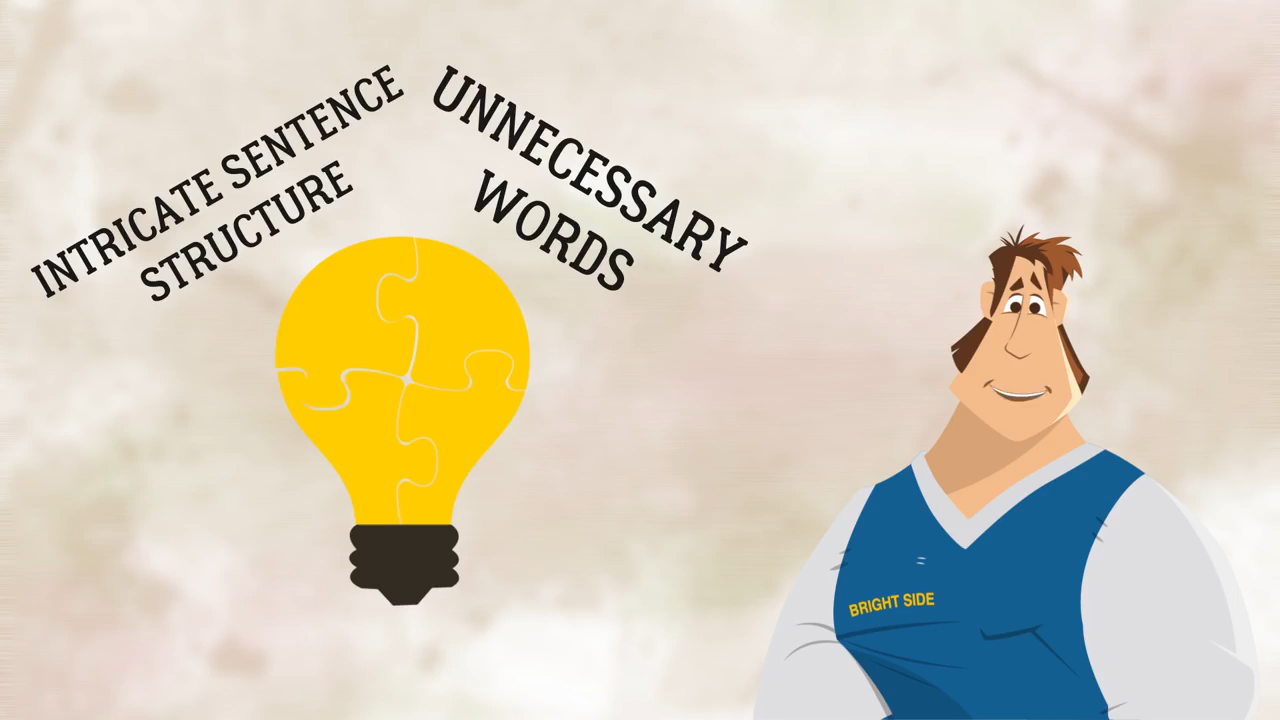 INTRICATE SENTENCE
STRUCTURE
UNNECESSARY
WORDS
BRIGHT SIDE